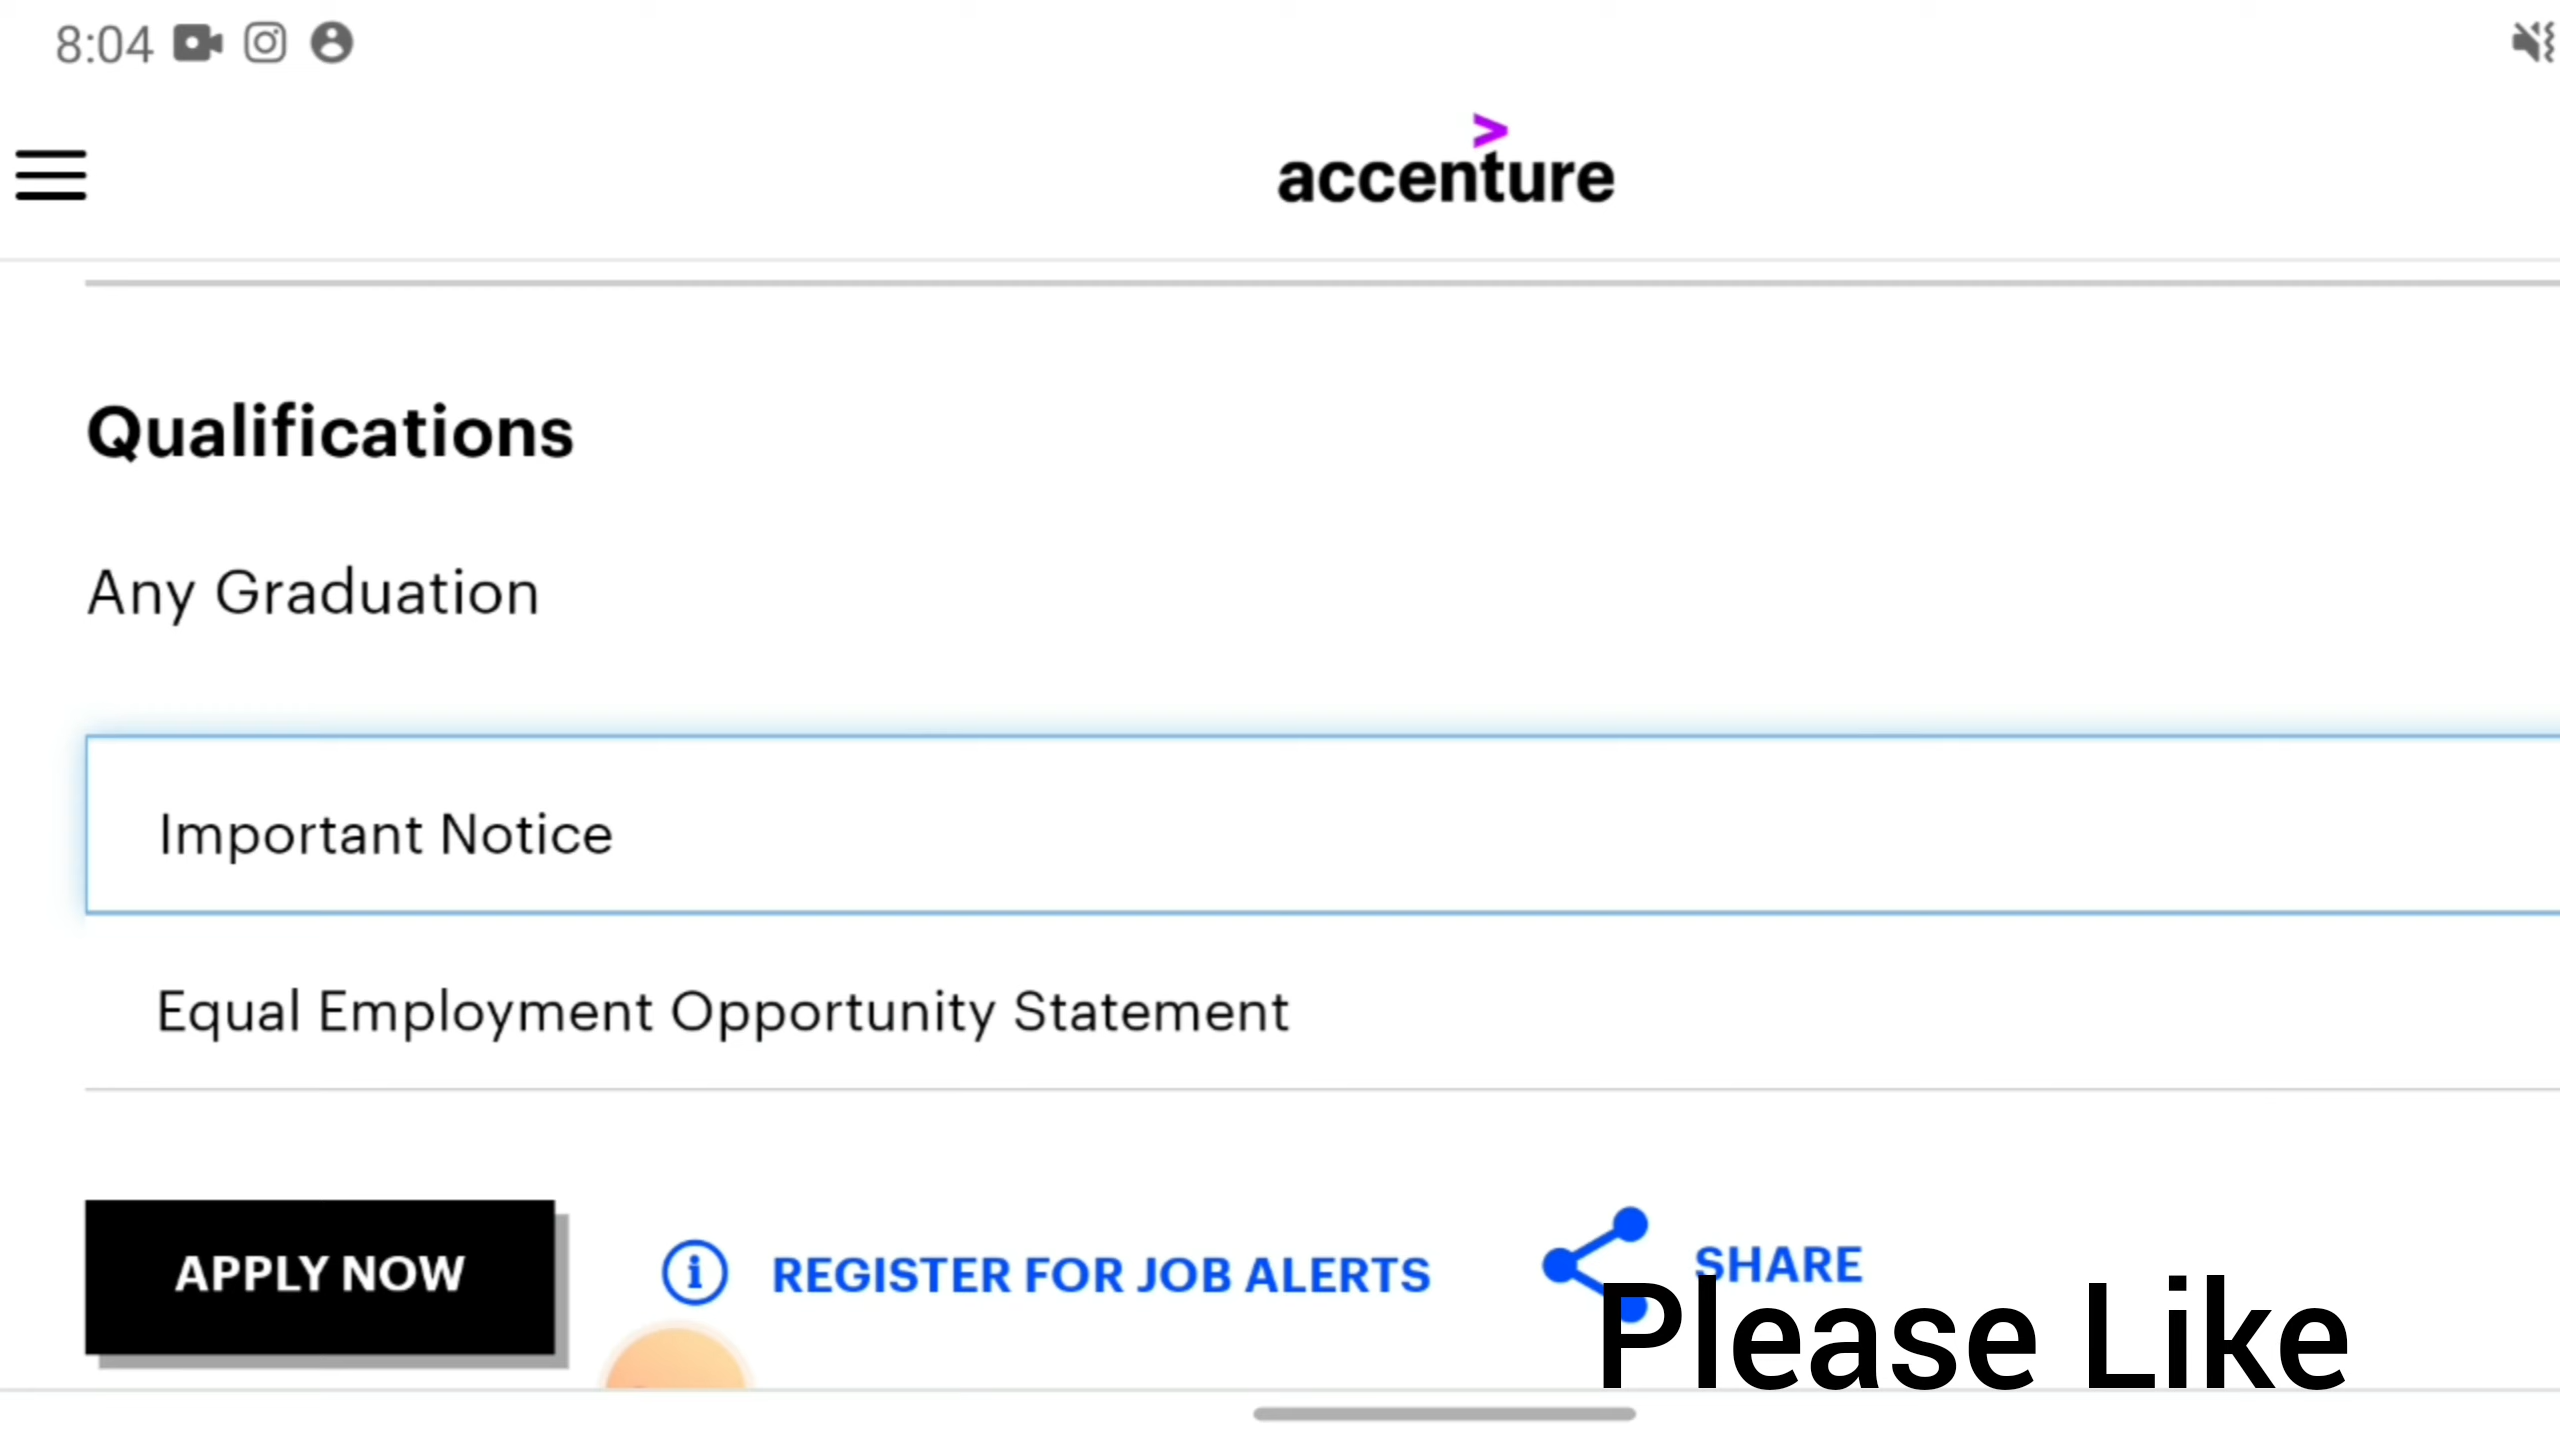 8:04
accenture
Qualifications
Any Graduation
Important Notice
Equal Employment Opportunity Statement
APPLY NOW
REGISTER FOR JOB ALERTS
SHARE
Please Like